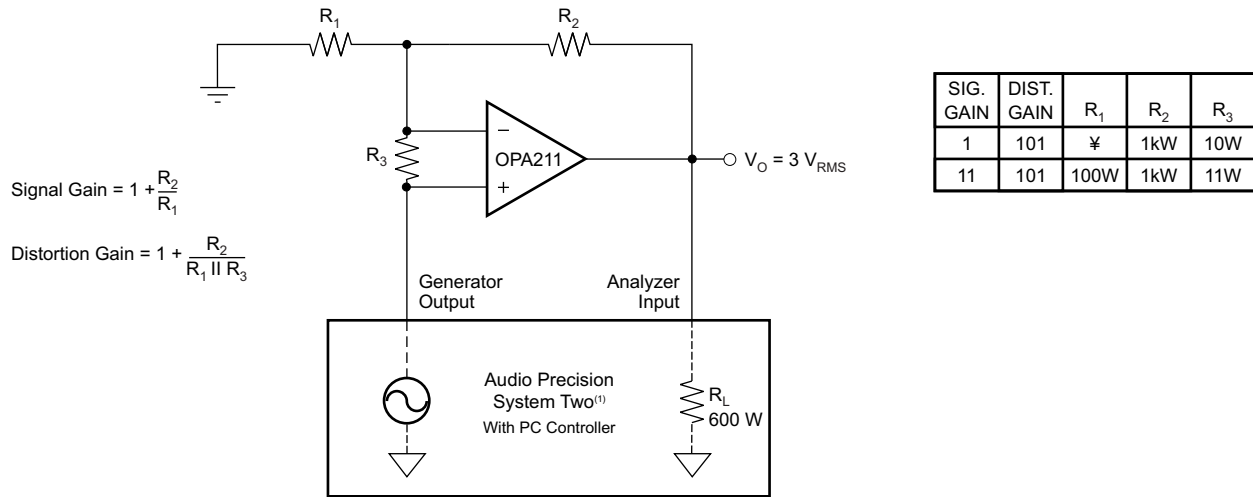 R1
R2
R3
−
OPA211
+
VO = 3 VRMS
Signal Gain = 1 + R2
R1
Distortion Gain = 1 + R2
R1 II R3
Generator
Output
Analyzer
Input
Audio Precision
System Two(1)
With PC Controller
RL
600 W
SIG. GAIN DIST. GAIN R1 R2 R3
1 101 ¥ 1kW 10W
11 101 100W 1kW 11W